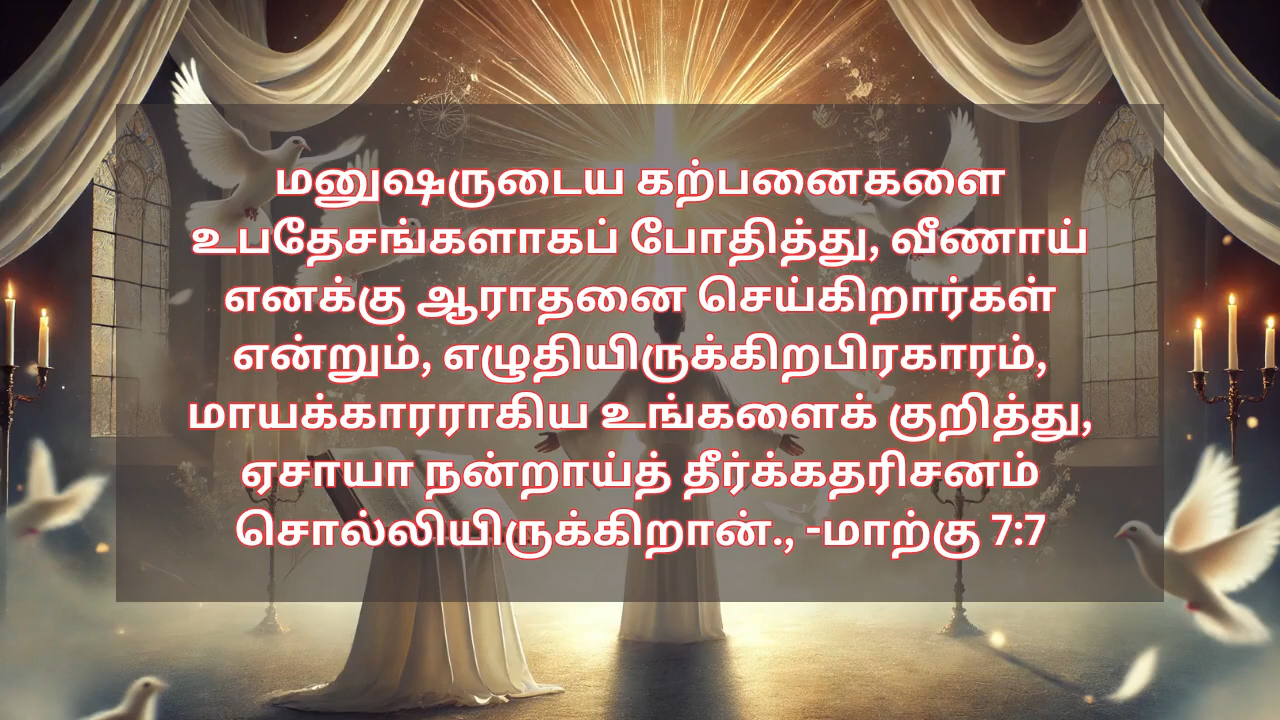 மனுஷருடைய கற்பனைகளை
உபதேசங்களாகப் போதித்து, வீணாய்
எனக்கு ஆராதனை செய்கிறார்கள்
என்றும், எழுதியிருக்கிறபிரகாரம்,
மாயக்காரராகிய உங்களைக் குறித்து,
ஏசாயா நன்றாய்த் தீர்க்கதரிசனம்
சொல்லியிருக்கிறான்., -மாற்கு 7:7